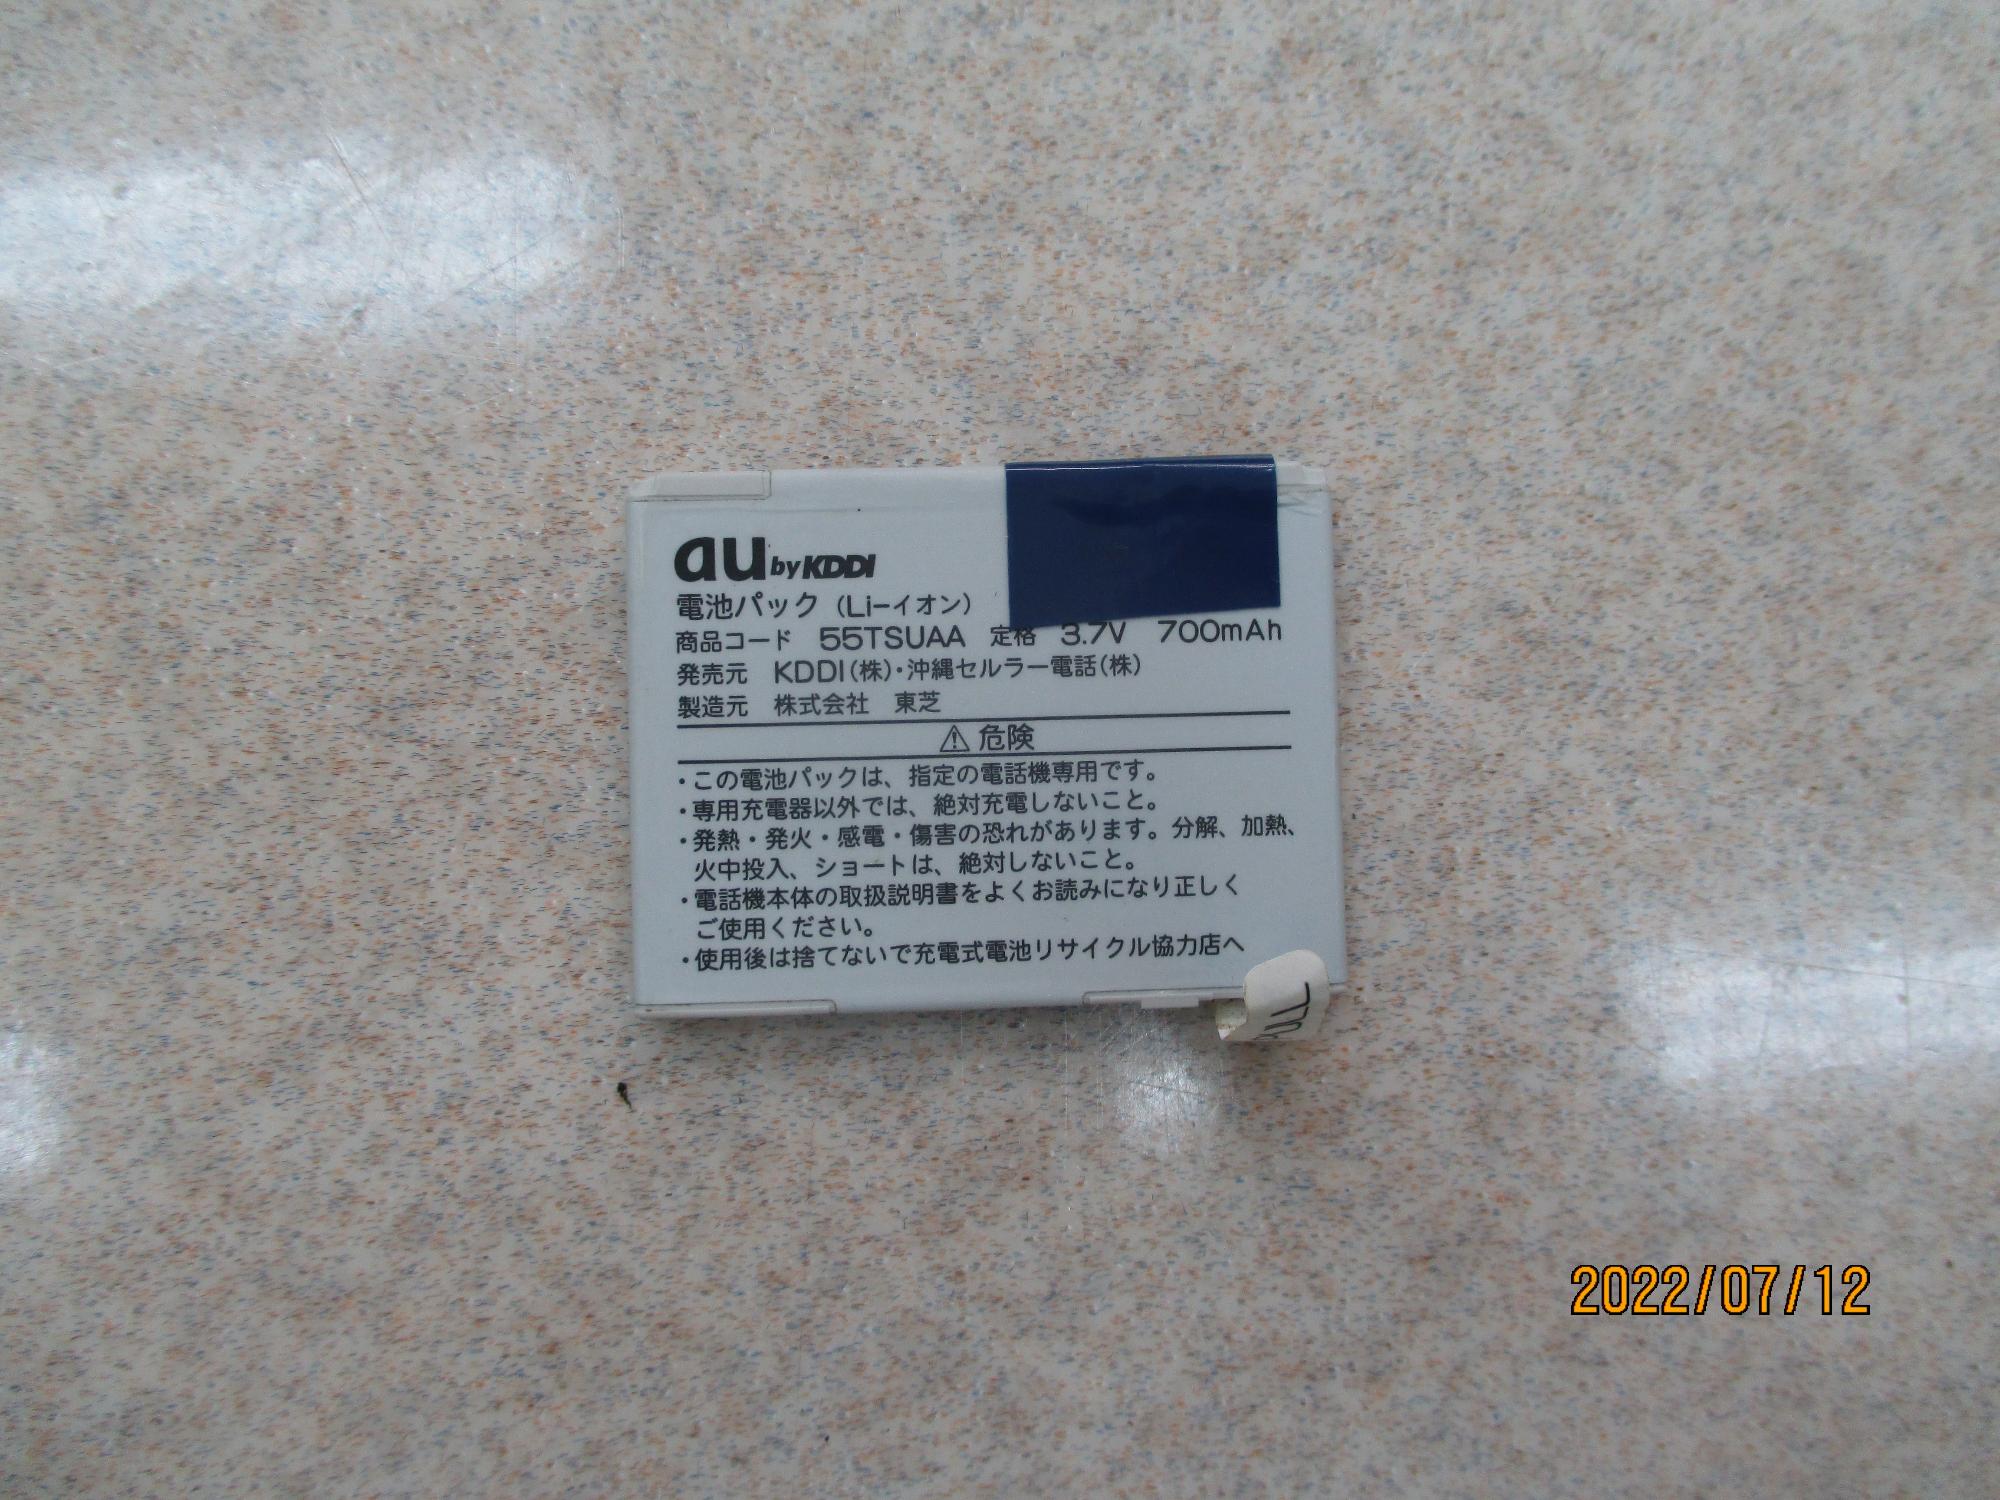 au by KDDI
電池パック（Li-イオン）
商品コード 55TSUAA 定格 3.7V 700mAh
発売元 KDDI（株）・沖縄セルラー電話（株）
製造元 株式会社 東芝
⚠ 危険
・この電池パックは、指定の電話機専用です。
・専用充電器以外では、絶対充電しないこと。
・発熱・発火・感電・傷害の恐れがあります。分解、加熱、
火中投入、ショートは、絶対しないこと。
・電話機本体の取扱説明書をよくお読みになり正しく
ご使用ください。
・使用後は捨てないで充電式電池リサイクル協力店へ
PULL
2022/07/12